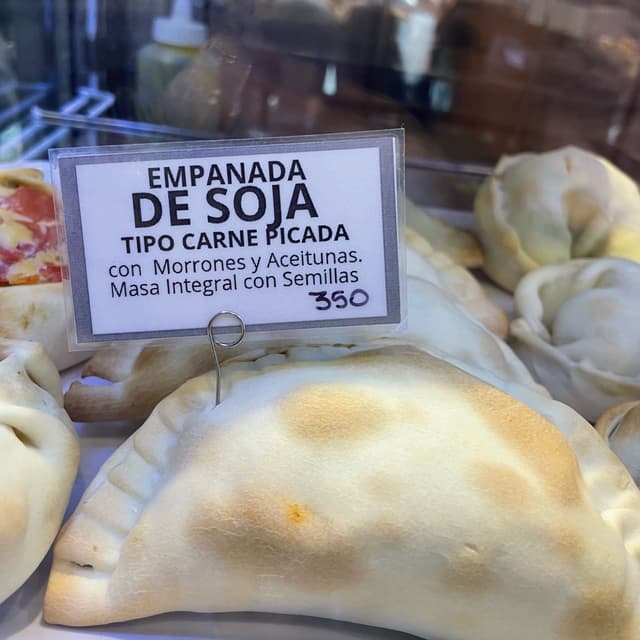 EMPANADA
DE SOJA
TIPO CARNE PICADA
con Morrones y Aceitunas.
Masa Integral con Semillas
350